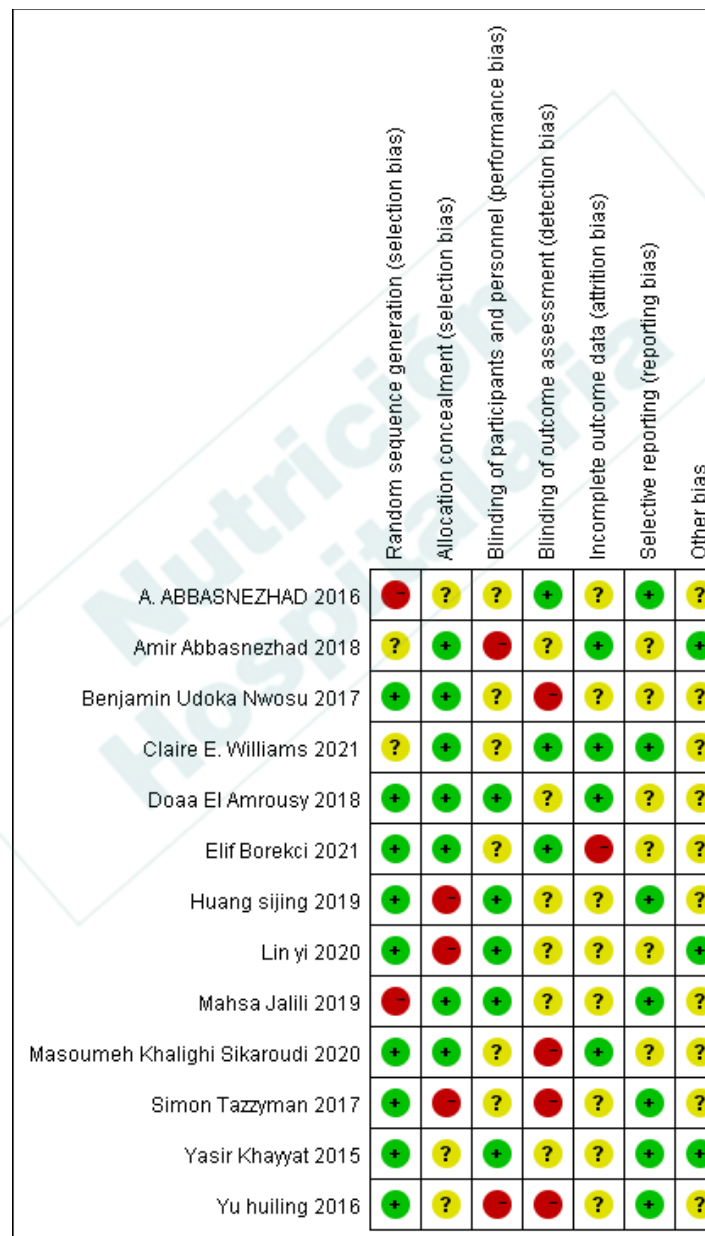 Random sequence generation (selection bias)
Allocation concealment (selection bias)
Blinding of participants and personnel (performance bias)
Blinding of outcome assessment (detection bias)
Incomplete outcome data (attrition bias)
Selective reporting (reporting bias)
Other bias
Nutrición
Hospitalaria
A. ABBASNEZHAD 2016 - ? ? + ? + ?
Amir Abbasnezhad 2018 ? + - ? + ? +
Benjamin Udoka Nwosu 2017 + + ? - ? ? ?
Claire E. Williams 2021 ? + ? + + + ?
Doaa El Amrousy 2018 + + + ? + ? ?
Elif Borekci 2021 + + ? + - ? ?
Huang sijing 2019 + - + ? ? + ?
Lin yi 2020 + - + ? ? ? +
Mahsa Jalili 2019 - + + ? ? + ?
Masoumeh Khalighi Sikaroudi 2020 + + ? - + ? ?
Simon Tazzyman 2017 + - ? - ? + ?
Yasir Khayyat 2015 + ? + ? ? + +
Yu huiling 2016 + ? - - ? + ?